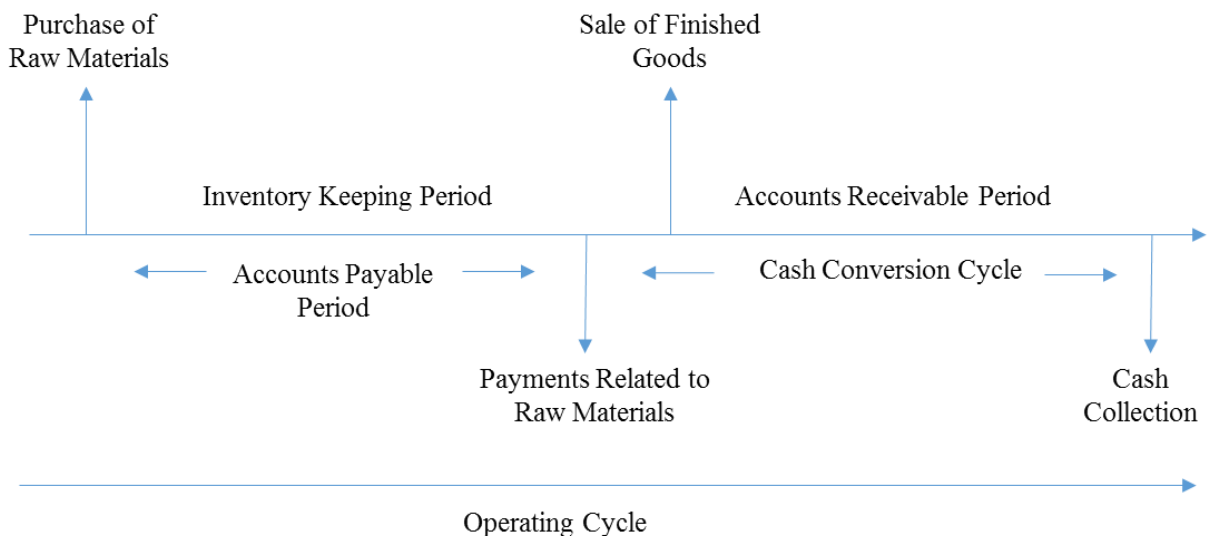 Purchase of
Raw Materials
Sale of Finished
Goods
Inventory Keeping Period
Accounts Receivable Period
Accounts Payable
Period
Cash Conversion Cycle
Payments Related to
Raw Materials
Cash
Collection
Operating Cycle